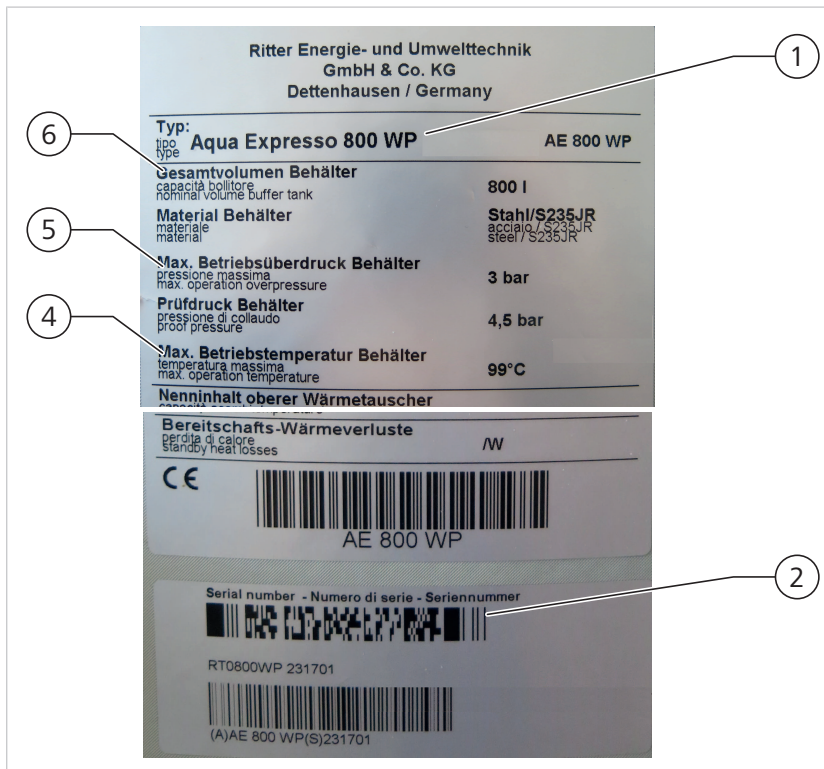 Ritter Energie- und Umwelttechnik
GmbH & Co. KG
Dettenhausen / Germany
1
Typ:
tipo
type
Aqua Expresso 800 WP
AE 800 WP
6
Gesamtvolumen Behälter
capacità bollitore
nominal volume buffer tank
800 l
Material Behälter
materiale
material
Stahl/S235JR
acciaio / S235JR
steel / S235JR
5
Max. Betriebsüberdruck Behälter
pressione massima
max. operation overpressure
3 bar
Prüfdruck Behälter
pressione di collaudo
proof pressure
4,5 bar
4
Max. Betriebstemperatur Behälter
temperatura massima
max. operation temperature
99°C
Nenninhalt oberer Wärmetauscher
Bereitschafts-Wärmeverluste
perdita di calore
standby heat losses
/W
CE
AE 800 WP
2
Serial number - Numero di serie - Seriennummer
RT0800WP 231701
(A)AE 800 WP(S)231701